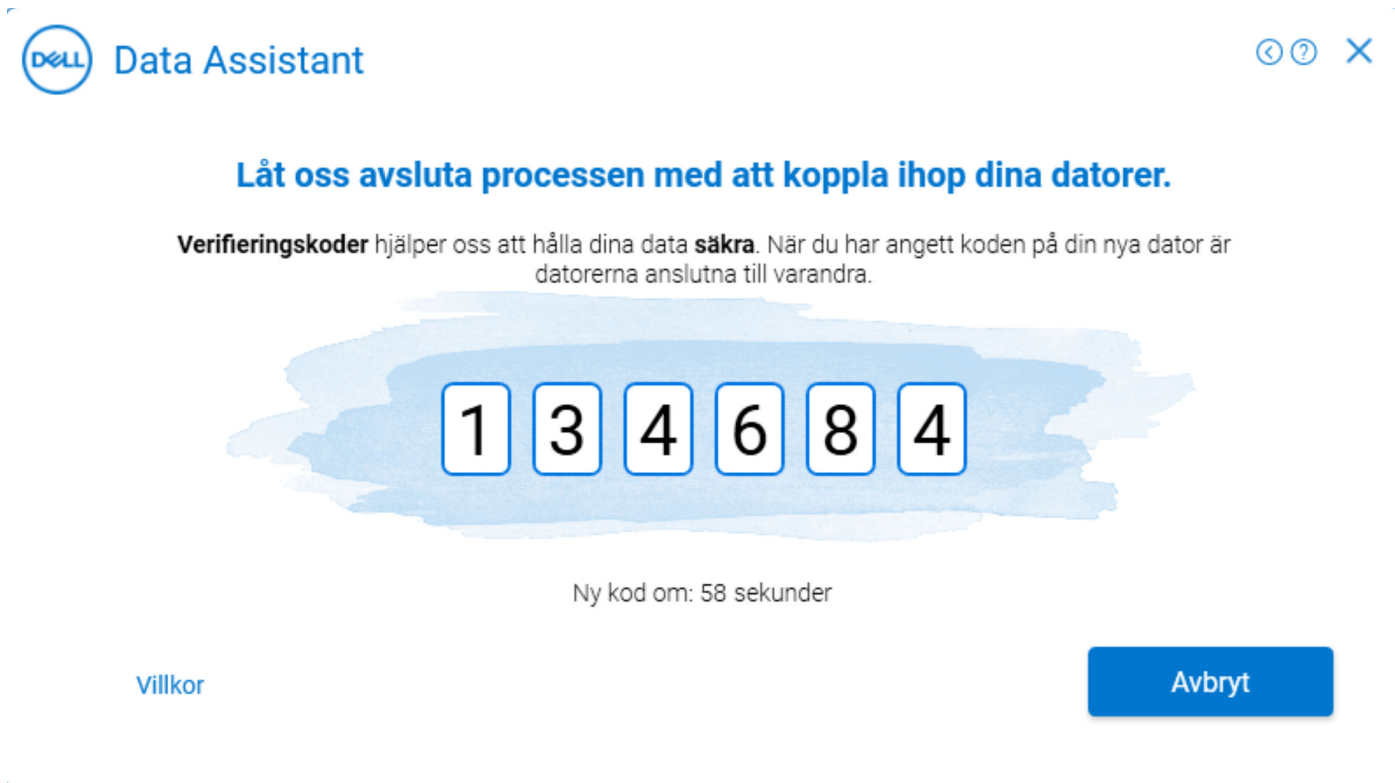 DELL
Data Assistant
Låt oss avsluta processen med att koppla ihop dina datorer.
Verifieringskoder hjälper oss att hålla dina data säkra. När du har angett koden på din nya dator är
datorerna anslutna till varandra.
1 3 4 6 8 4
Ny kod om: 58 sekunder
Villkor
Avbryt